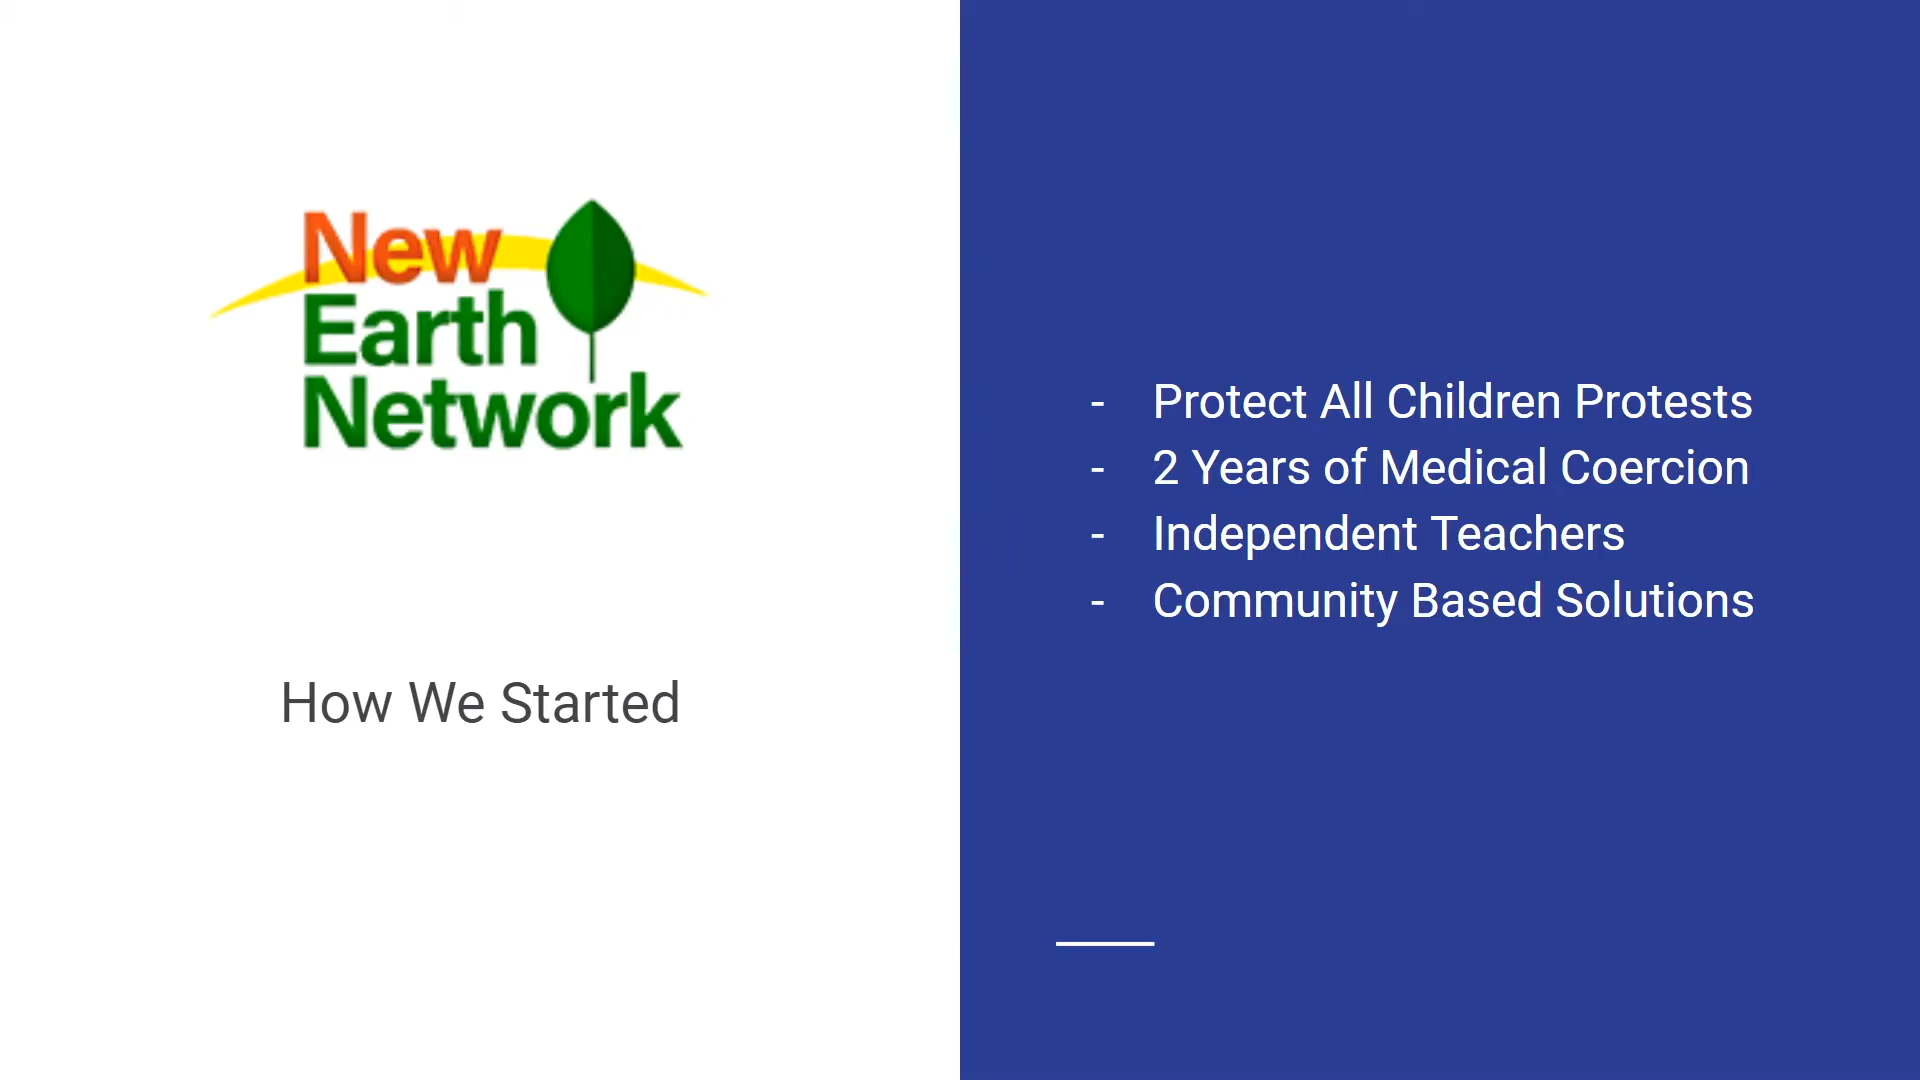 New
Earth
Network
How We Started
- Protect All Children Protests
- 2 Years of Medical Coercion
- Independent Teachers
- Community Based Solutions